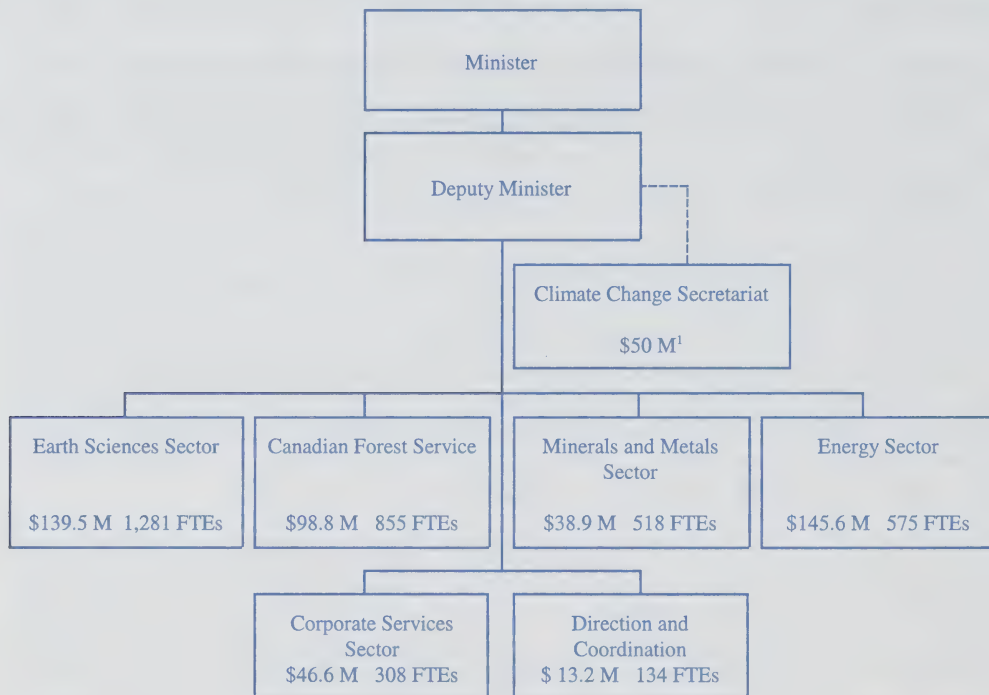 Minister
Deputy Minister
Climate Change Secretariat
$50 M¹
Earth Sciences Sector
$139.5 M 1,281 FTEs
Canadian Forest Service
$98.8 M 855 FTEs
Minerals and Metals
Sector
$38.9 M 518 FTEs
Energy Sector
$145.6 M 575 FTEs
Corporate Services
Sector
$46.6 M 308 FTEs
Direction and
Coordination
$ 13.2 M 134 FTEs